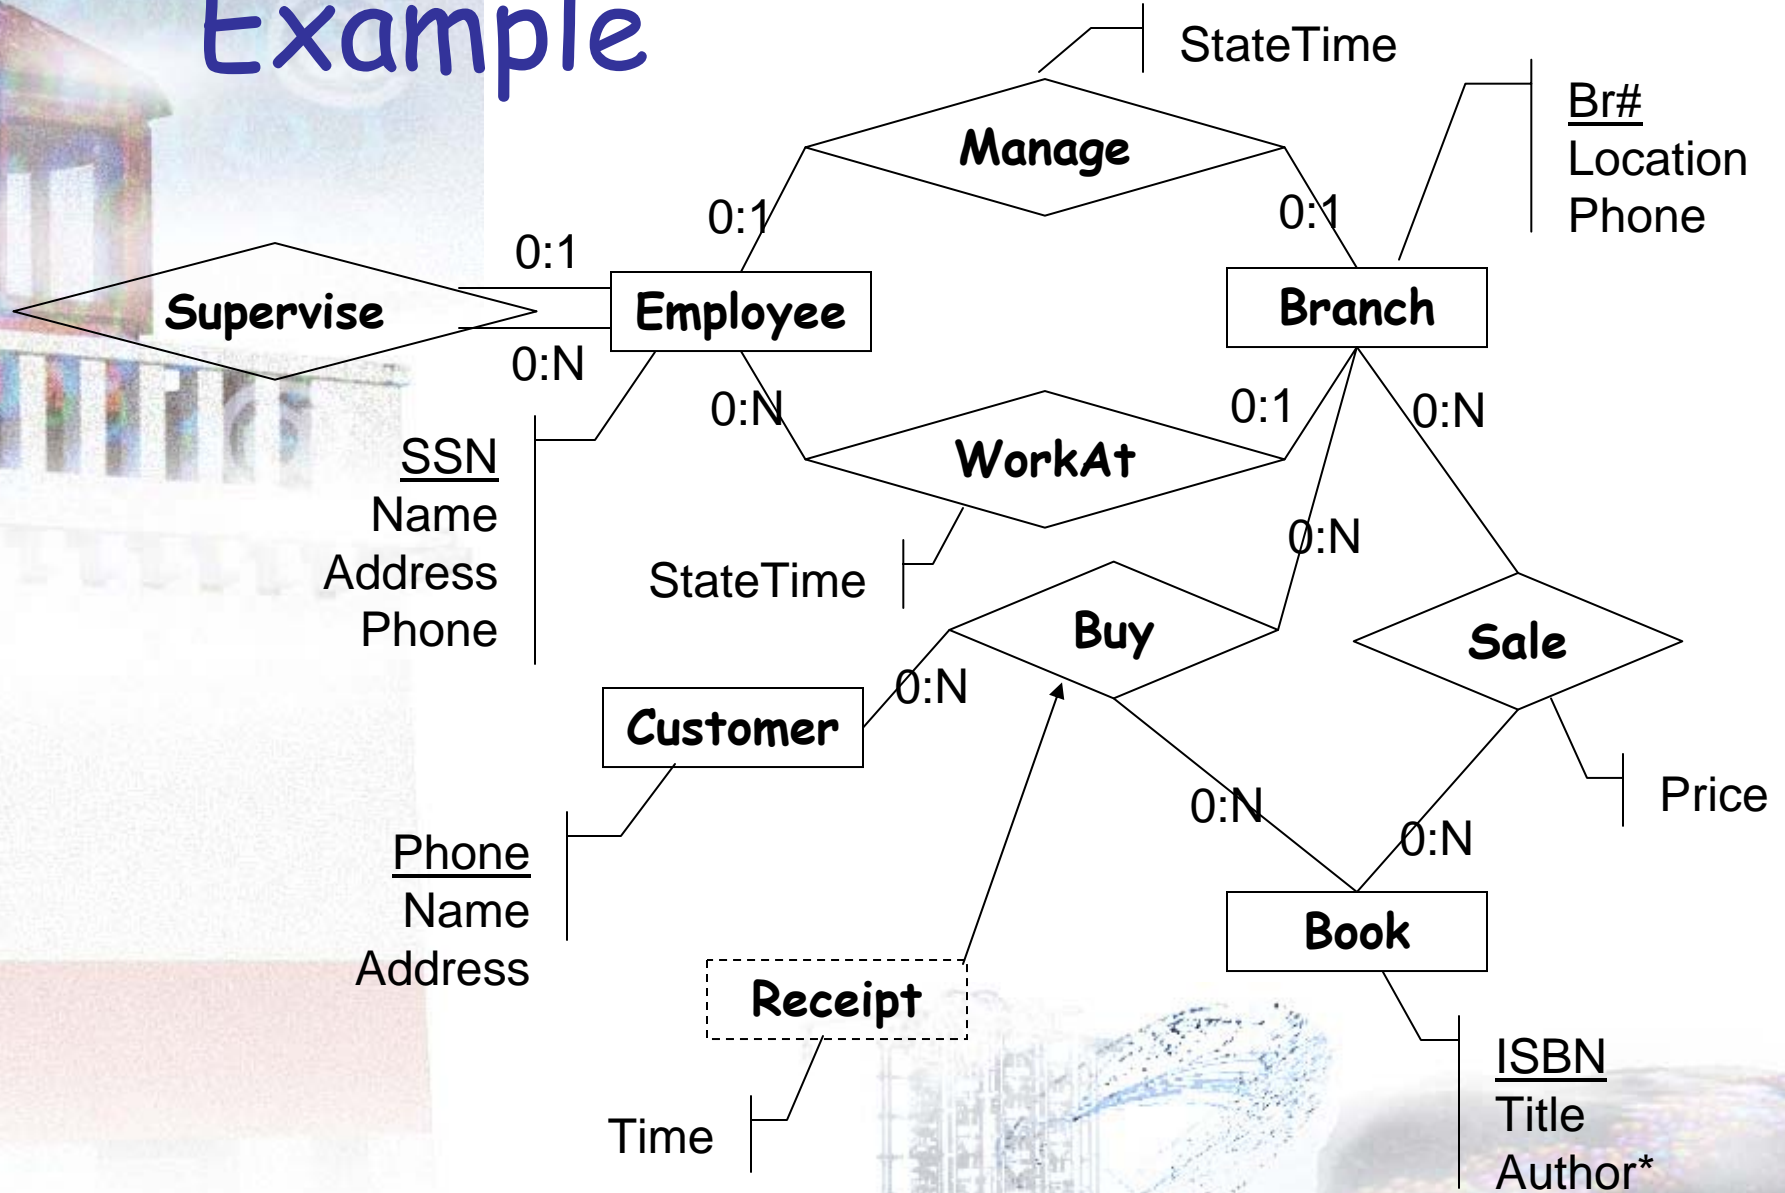 Example
StateTime
Br#
Location
Phone
Manage
0:1
0:1
0:1
Supervise
Employee
Branch
0:N
0:N
0:1
0:N
SSN
Name
Address
Phone
WorkAt
StateTime
0:N
Buy
Sale
0:N
Customer
Price
0:N
0:N
Phone
Name
Address
Book
Receipt
Time
ISBN
Title
Author*